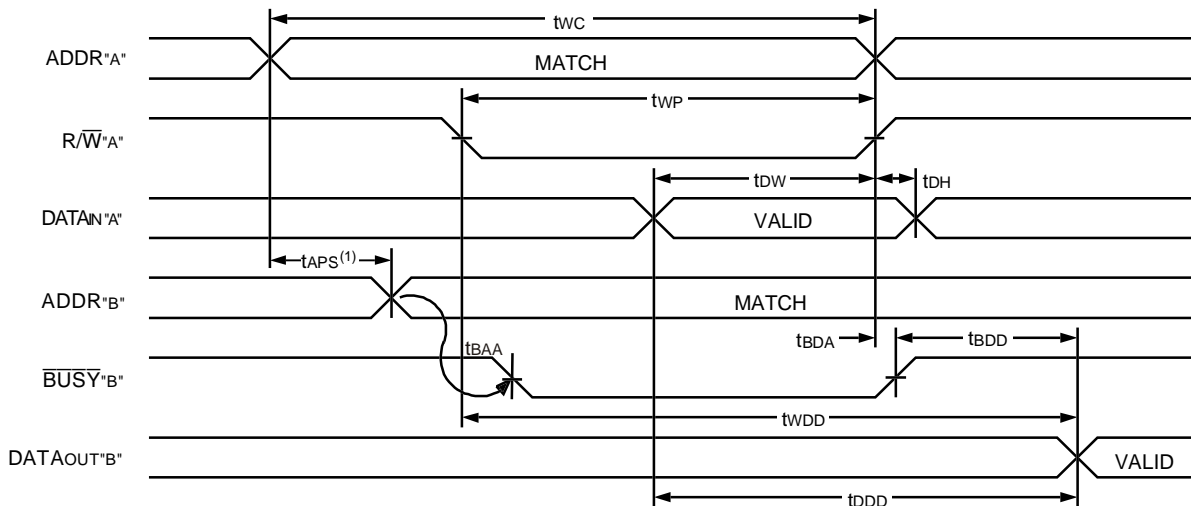 tWC
ADDR"A"
MATCH
tWP
R/W̅"A"
tDW
tDH
DATAIN"A"
VALID
tAPS(1)
ADDR"B"
MATCH
tBAA
tBDA
tBDD
B̅U̅S̅Y̅"B"
tWDD
DATAOUT"B"
VALID
tDDD